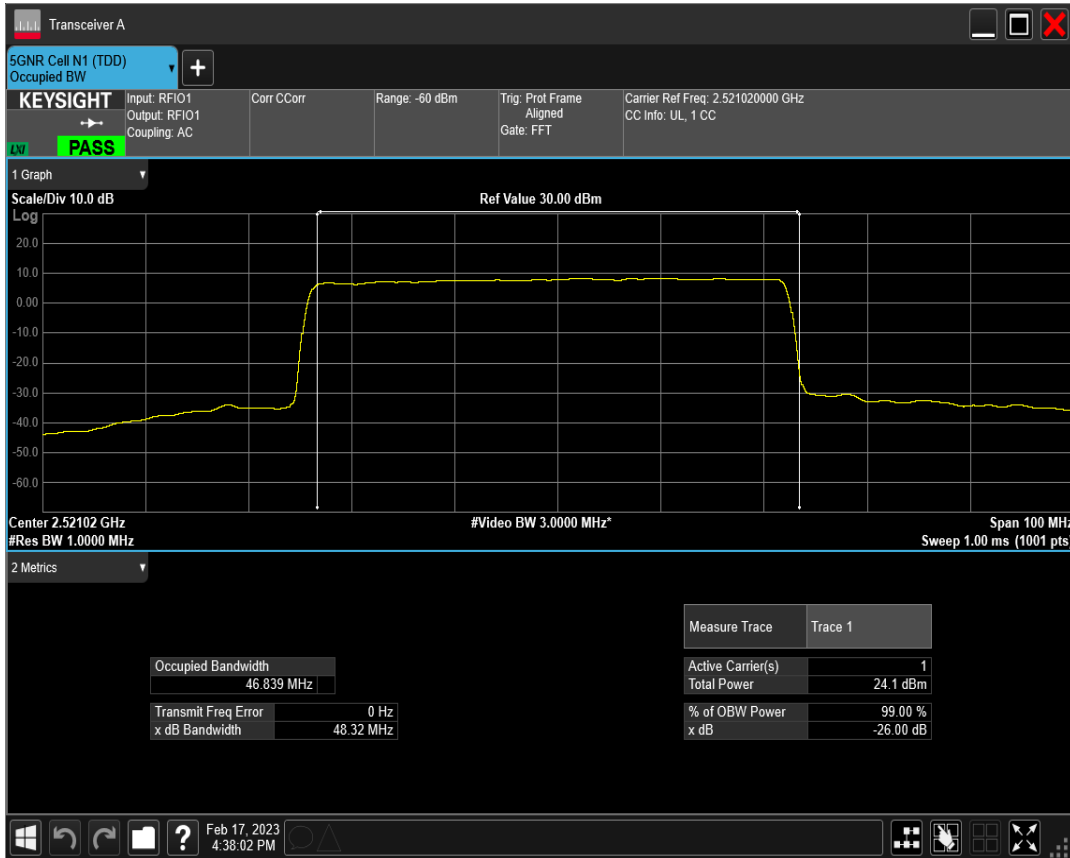 Transceiver A
5GNR Cell N1 (TDD)
Occupied BW
+
KEYSIGHT
LXI
PASS
Input: RFIO1
Output: RFIO1
Coupling: AC
Corr CCorr
Range: -60 dBm
Trig: Prot Frame
Aligned
Gate: FFT
Carrier Ref Freq: 2.521020000 GHz
CC Info: UL, 1 CC
1 Graph
Scale/Div 10.0 dB
Ref Value 30.00 dBm
Log
20.0
10.0
0.00
-10.0
-20.0
-30.0
-40.0
-50.0
-60.0
Center 2.52102 GHz
#Video BW 3.0000 MHz*
Span 100 MHz
#Res BW 1.0000 MHz
Sweep 1.00 ms (1001 pts)
2 Metrics
Measure Trace Trace 1
Occupied Bandwidth
46.839 MHz
Active Carrier(s) 1
Total Power 24.1 dBm
Transmit Freq Error 0 Hz
x dB Bandwidth 48.32 MHz
% of OBW Power 99.00 %
x dB -26.00 dB
?
Feb 17, 2023
4:38:02 PM